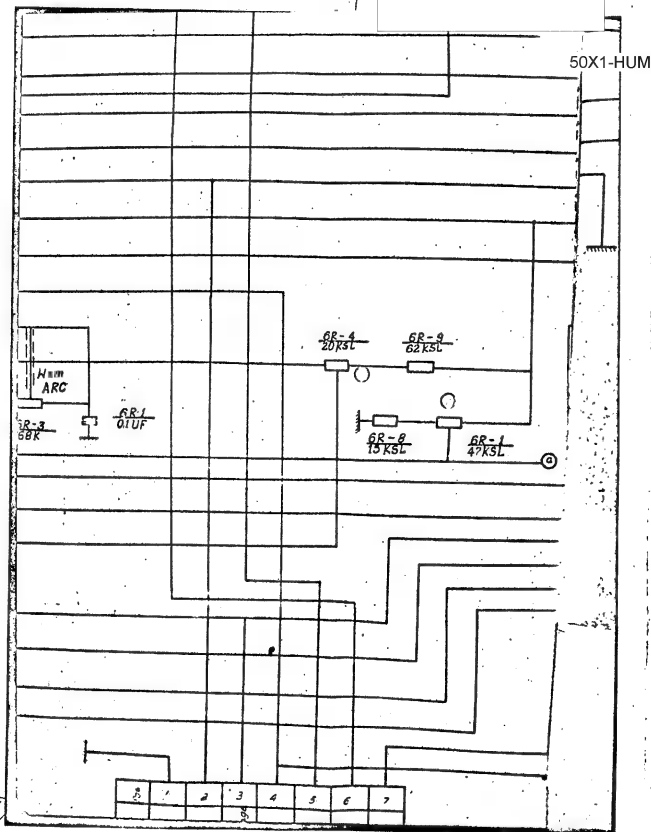 50X1-HUM
6R-4
20KSL
6R-9
62KSL
Нит
ARC
6R-3
68K
6R-1
0.1UF
6R-8
15KSL
6R-1
47KSL
a
1 2 3 4 5 6 7